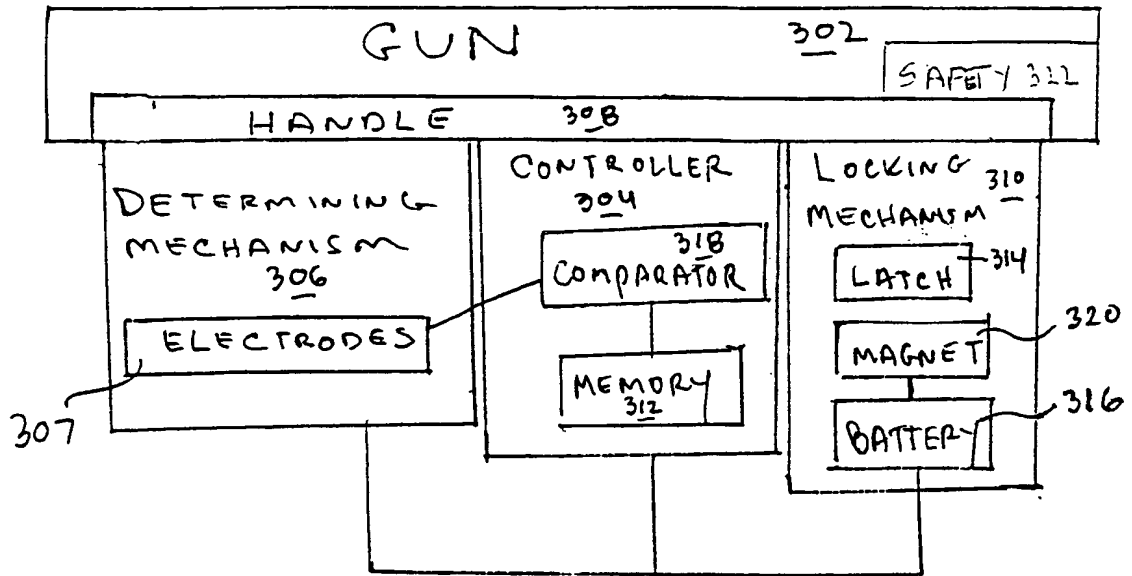 GUN 302
SAFETY 322
HANDLE 308
DETERMINING
MECHANISM
306
ELECTRODES
307
CONTROLLER
304
318
COMPARATOR
MEMORY
312
LOCKING
MECHANISM 310
LATCH 314
MAGNET 320
BATTERY 316